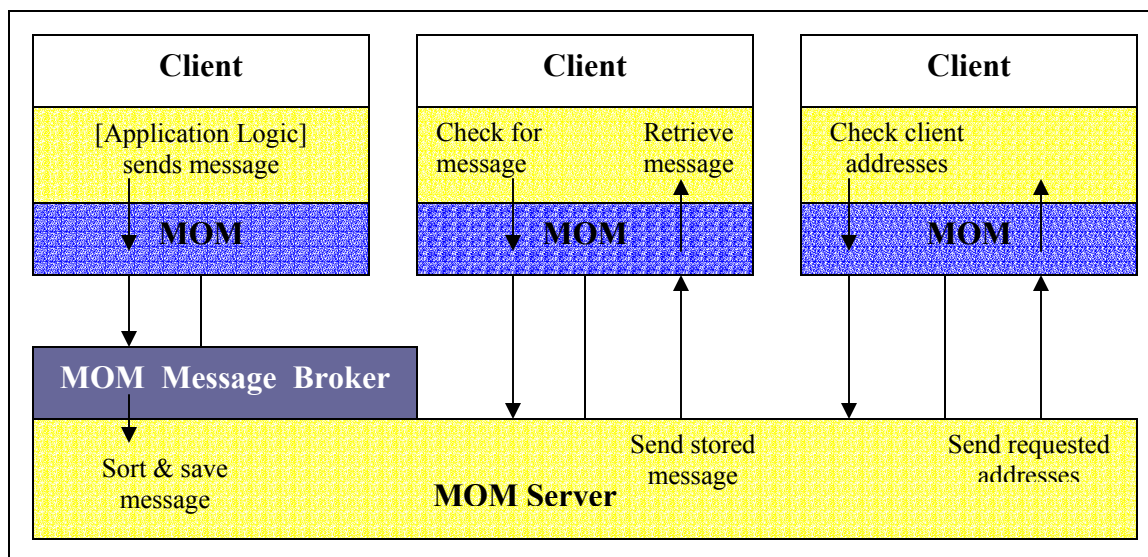 Client
[Application Logic]
sends message
MOM
Client
Check for
message
Retrieve
message
MOM
Client
Check client
addresses
MOM
MOM Message Broker
Sort & save
message
MOM Server
Send stored
message
Send requested
addresses